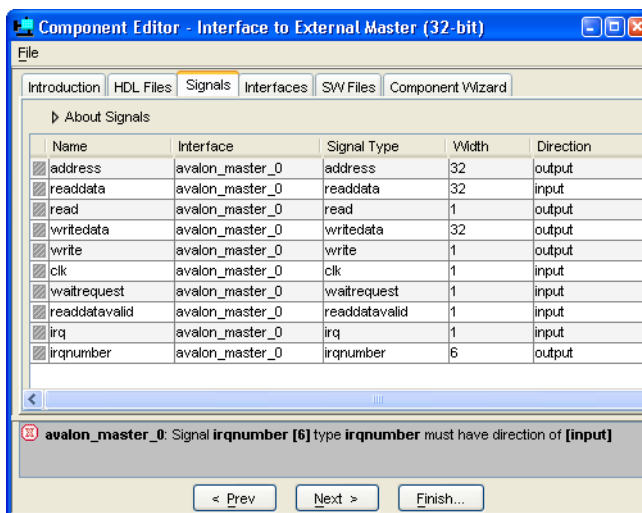 Component Editor - Interface to External Master (32-bit)
File
Introduction HDL Files Signals Interfaces SW Files Component Wizard
About Signals
Name Interface Signal Type Width Direction
address avalon_master_0 address 32 output
readdata avalon_master_0 readdata 32 input
read avalon_master_0 read 1 output
writedata avalon_master_0 writedata 32 output
write avalon_master_0 write 1 output
clk avalon_master_0 clk 1 input
waitrequest avalon_master_0 waitrequest 1 input
readdatavalid avalon_master_0 readdatavalid 1 input
irq avalon_master_0 irq 1 input
irqnumber avalon_master_0 irqnumber 6 output
avalon_master_0: Signal irqnumber [6] type irqnumber must have direction of [input]
< Prev Next > Finish...